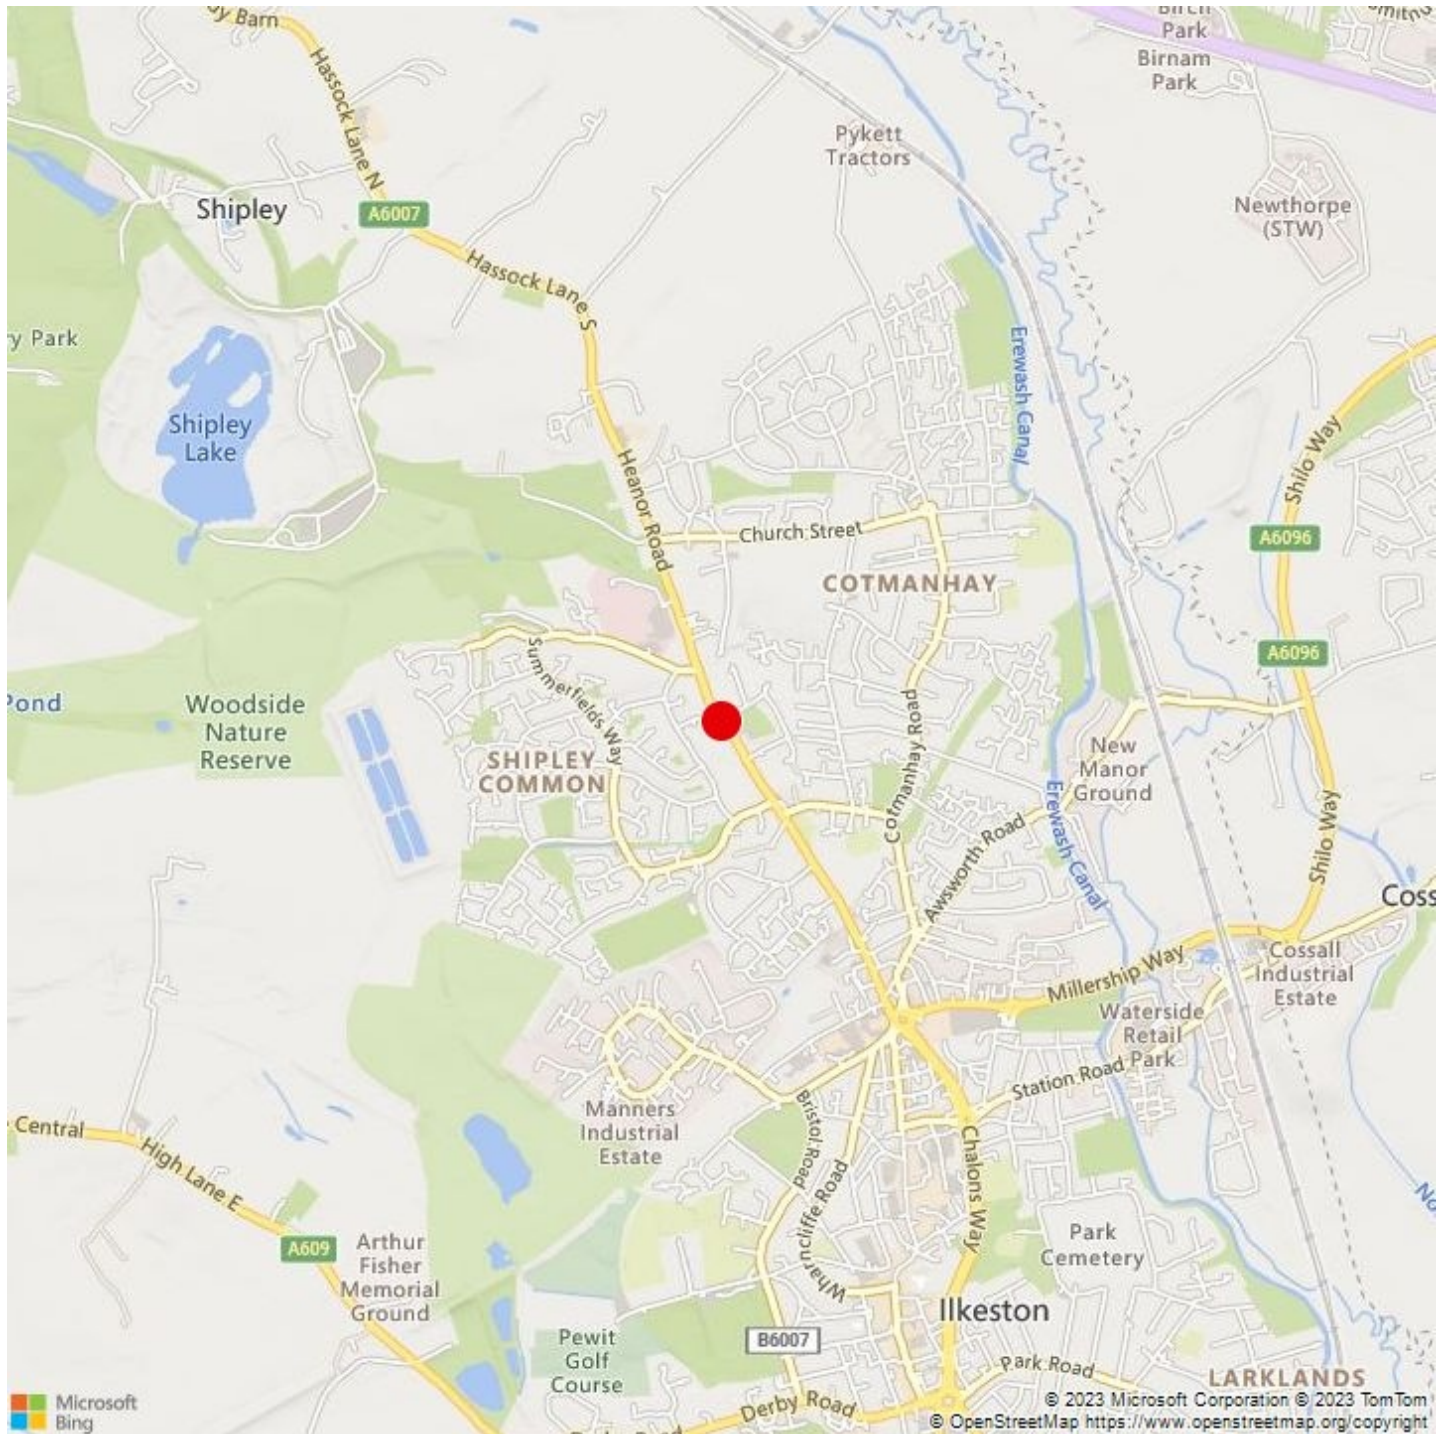 Birch
Park
Birnam
Park
Hassock Lane N
Pykett
Tractors
Shipley
A6007
Newthorpe
(STW)
Hassock Lane S
y Park
Erewash Canal
Shipley
Lake
Heanor Road
Shilo Way
Church Street
A6096
COTMANHAY
A6096
Summerfields Way
Pond
Woodside
Nature
Reserve
SHIPLEY
COMMON
Cotmanhay Road
New
Manor
Ground
Erewash Canal
Awsworth Road
Shilo Way
Coss
Millership Way
Cossall
Industrial
Estate
Waterside
Retail
Park
Station Road
Manners
Industrial
Estate
Bristol Road
Central
High Lane E
Wharncliffe Road
Chalons Way
A609
Arthur
Fisher
Memorial
Ground
Park
Cemetery
Ilkeston
Pewit
Golf
Course
B6007
Park Road
LARKLANDS
Derby Road
Microsoft
Bing
© 2023 Microsoft Corporation © 2023 TomTom
© OpenStreetMap https://www.openstreetmap.org/copyright